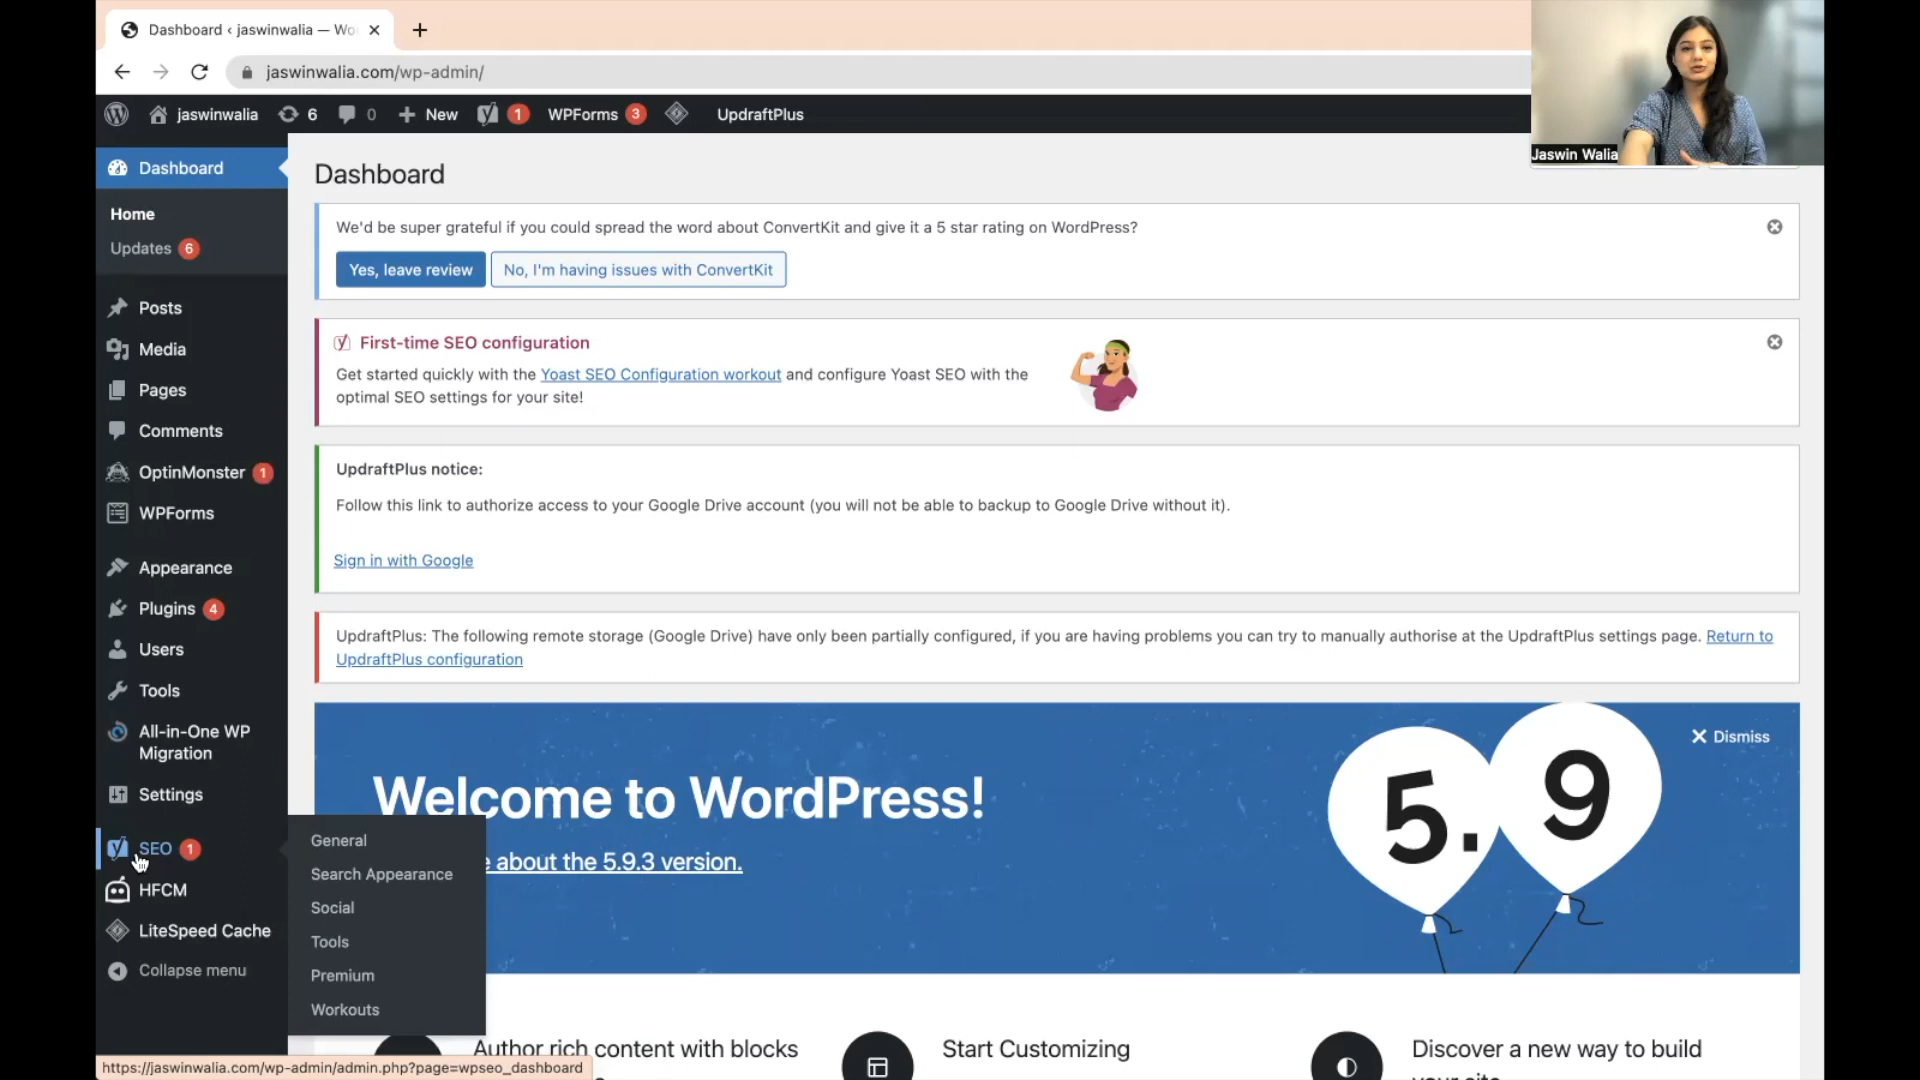 Dashboard ‹ jaswinwalia — Wo
jaswinwalia.com/wp-admin/
jaswinwalia 6 0 New 1 WPForms 3 UpdraftPlus
Jaswin Walia
Dashboard
Home
Updates 6
Posts
Media
Pages
Comments
OptinMonster 1
WPForms
Appearance
Plugins 4
Users
Tools
All-in-One WP
Migration
Settings
SEO 1
HFCM
LiteSpeed Cache
Collapse menu
General
Search Appearance
Social
Tools
Premium
Workouts
Dashboard
We'd be super grateful if you could spread the word about ConvertKit and give it a 5 star rating on WordPress?
Yes, leave review No, I'm having issues with ConvertKit
First-time SEO configuration
Get started quickly with the Yoast SEO Configuration workout and configure Yoast SEO with the
optimal SEO settings for your site!
UpdraftPlus notice:
Follow this link to authorize access to your Google Drive account (you will not be able to backup to Google Drive without it).
Sign in with Google
UpdraftPlus: The following remote storage (Google Drive) have only been partially configured, if you are having problems you can try to manually authorise at the UpdraftPlus settings page. Return to
UpdraftPlus configuration
Dismiss
Welcome to WordPress!
about the 5.9.3 version.
5.9
Author rich content with blocks
Start Customizing
Discover a new way to build
https://jaswinwalia.com/wp-admin/admin.php?page=wpseo_dashboard